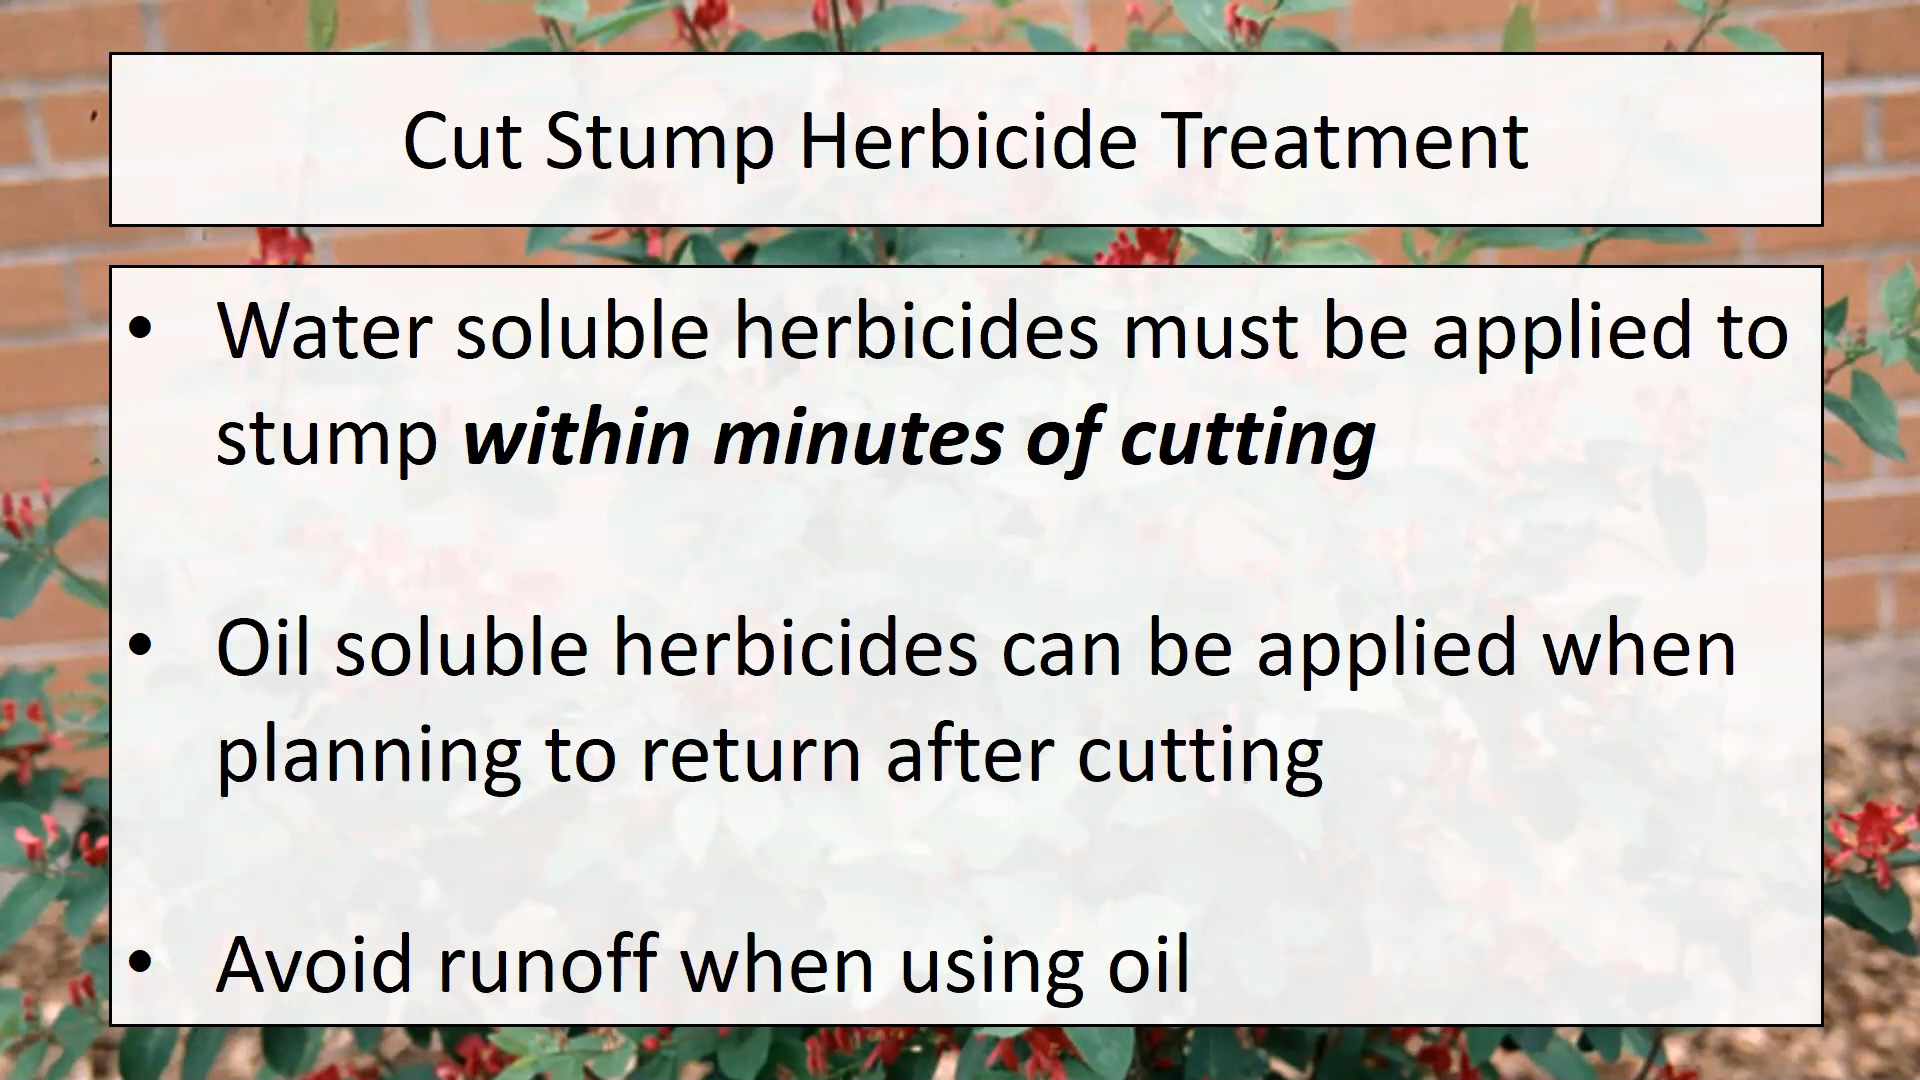 Cut Stump Herbicide Treatment
• Water soluble herbicides must be applied to
stump within minutes of cutting
• Oil soluble herbicides can be applied when
planning to return after cutting
• Avoid runoff when using oil